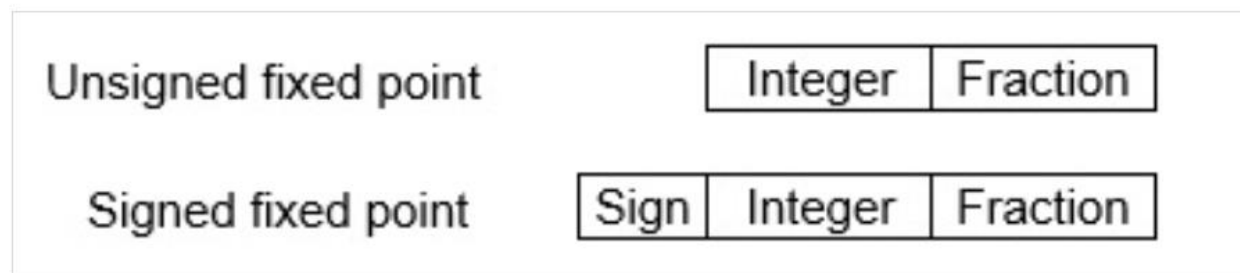 Unsigned fixed point Integer Fraction
Signed fixed point Sign Integer Fraction